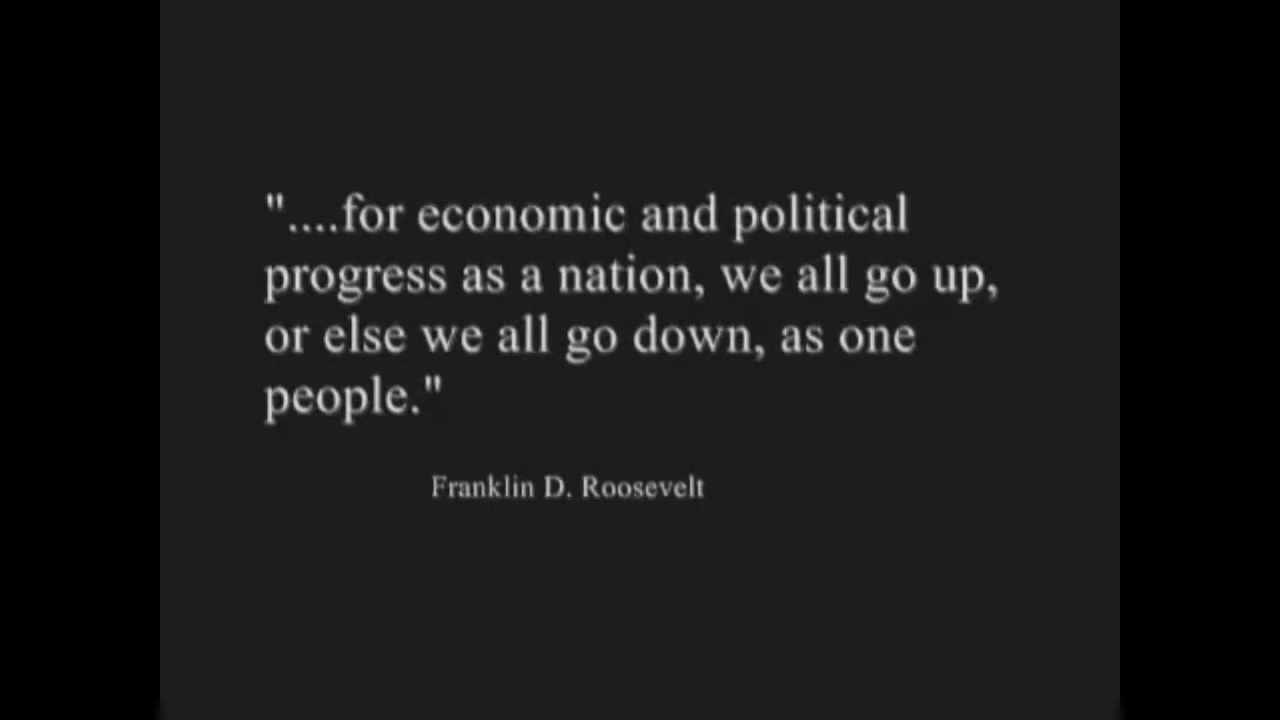 "....for economic and political
progress as a nation, we all go up,
or else we all go down, as one
people."
Franklin D. Roosevelt